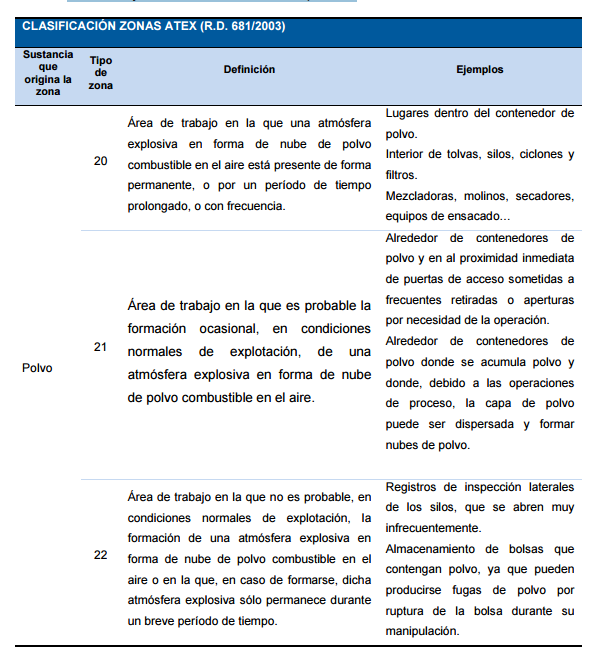 CLASIFICACIÓN ZONAS ATEX (R.D. 681/2003)
Sustancia
que
origina la
zona
Tipo
de
zona
Definición
Ejemplos
Polvo
20
Área de trabajo en la que una atmósfera
explosiva en forma de nube de polvo
combustible en el aire está presente de forma
permanente, o por un período de tiempo
prolongado, o con frecuencia.
Lugares dentro del contenedor de
polvo.
Interior de tolvas, silos, ciclones y
filtros.
Mezcladoras, molinos, secadores,
equipos de ensacado…
21
Área de trabajo en la que es probable la
formación ocasional, en condiciones
normales de explotación, de una
atmósfera explosiva en forma de nube
de polvo combustible en el aire.
Alrededor de contenedores de
polvo y en al proximidad inmediata
de puertas de acceso sometidas a
frecuentes retiradas o aperturas
por necesidad de la operación.
Alrededor de contenedores de
polvo donde se acumula polvo y
donde, debido a las operaciones
de proceso, la capa de polvo
puede ser dispersada y formar
nubes de polvo.
22
Área de trabajo en la que no es probable, en
condiciones normales de explotación, la
formación de una atmósfera explosiva en
forma de nube de polvo combustible en el
aire o en la que, en caso de formarse, dicha
atmósfera explosiva sólo permanece durante
un breve período de tiempo.
Registros de inspección laterales
de los silos, que se abren muy
infrecuentemente.
Almacenamiento de bolsas que
contengan polvo, ya que pueden
producirse fugas de polvo por
ruptura de la bolsa durante su
manipulación.